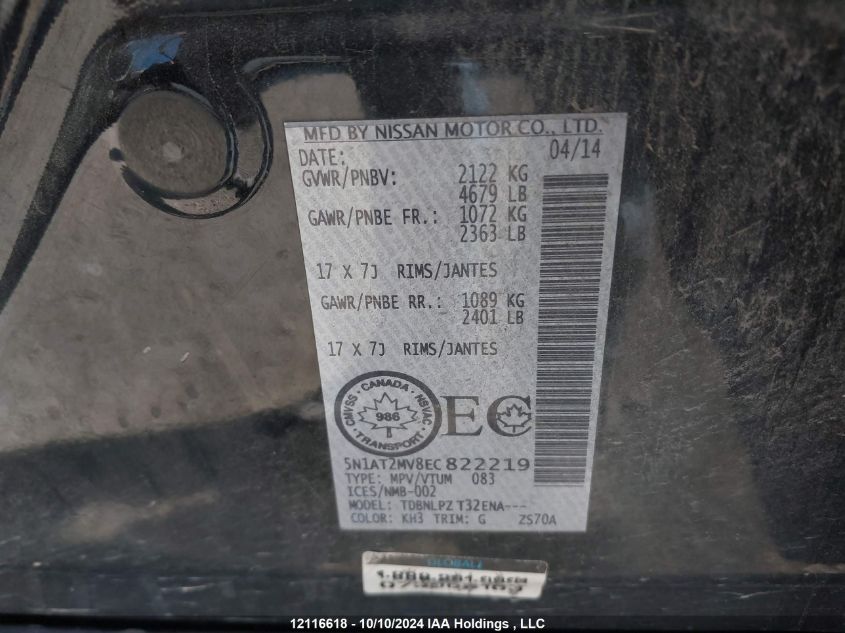 MFD BY NISSAN MOTOR CO., LTD.
DATE: 04/14
GVWR/PNBV: 2122 KG
4679 LB
GAWR/PNBE FR.: 1072 KG
2363 LB
17 X 7J RIMS/JANTES
GAWR/PNBE RR.: 1089 KG
2401 LB
17 X 7J RIMS/JANTES
CMVSS · CANADA · NSVAC
986
TRANSPORT
EC
5N1AT2MV8EC822219
TYPE: MPV/VTUM 083
ICES/NMB-002
MODEL: TDBNLPZ T32ENA---
COLOR: KH3 TRIM: G ZS70A
12116618 - 10/10/2024 IAA Holdings , LLC